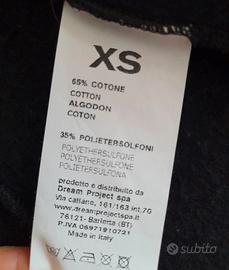 XS
65% COTONE
COTTON
ALGODON
COTON
35% POLIETERSOLFONI
POLYETHERSULFONE
POLYETHERSULFONE
POLIETERSULFONA
prodotto e distribuito da
Dream Project spa
Via callano, 161/163 int.70
www.dreamprojectspa.it
76121- Barletta (BT)
P.IVA 06971910721
Made in Italy
subito